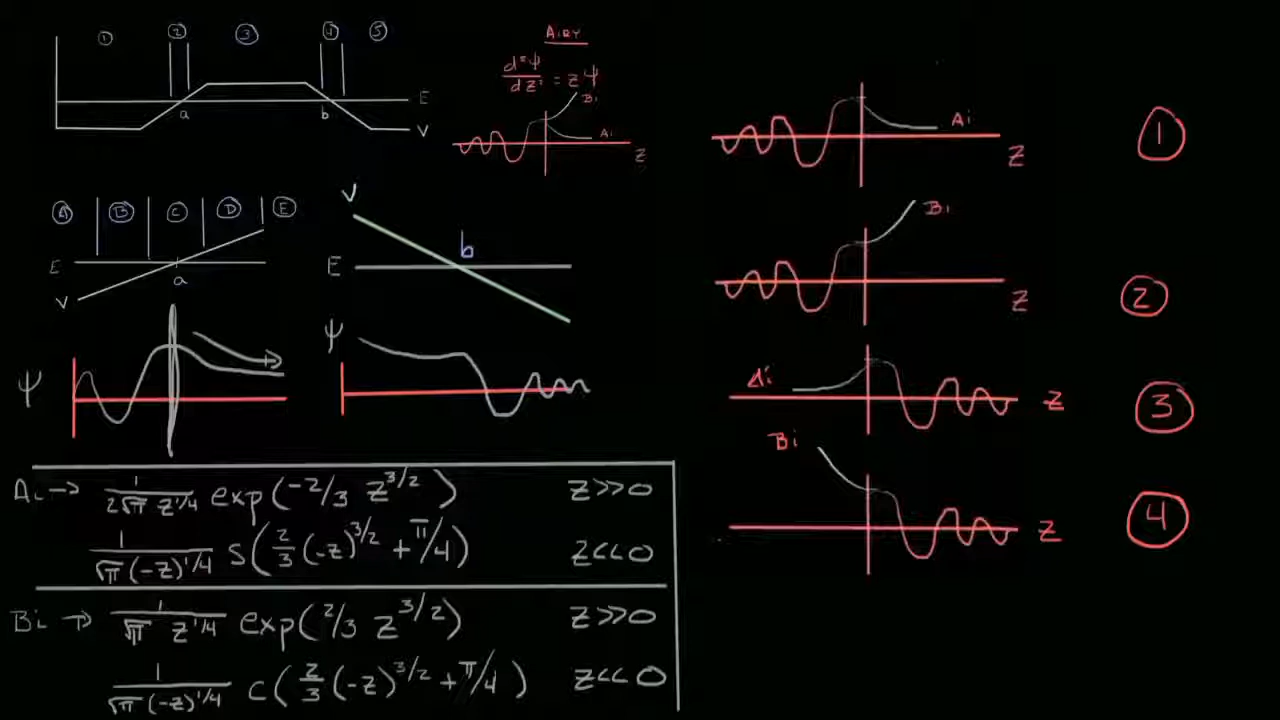 ① ② ③ ④ ⑤
E
a b
V
AIRY
d²ψ/dz² = zψ
Bi
Ai
Z
Ⓐ Ⓑ Ⓒ Ⓓ Ⓔ
E
a
V
V
b
E
ψ
ψ
Ai → 1/(2√π z^1/4) exp(-2/3 z^3/2) z>>0
1/(√π (-z)^1/4) S(2/3 (-z)^3/2 + π/4) z<<0
Bi → 1/(√π z^1/4) exp(2/3 z^3/2) z>>0
1/(√π (-z)^1/4) C(2/3 (-z)^3/2 + π/4) z<<0
Ai
Z
①
Bi
Z
②
Ai
Z
③
Bi
Z
④